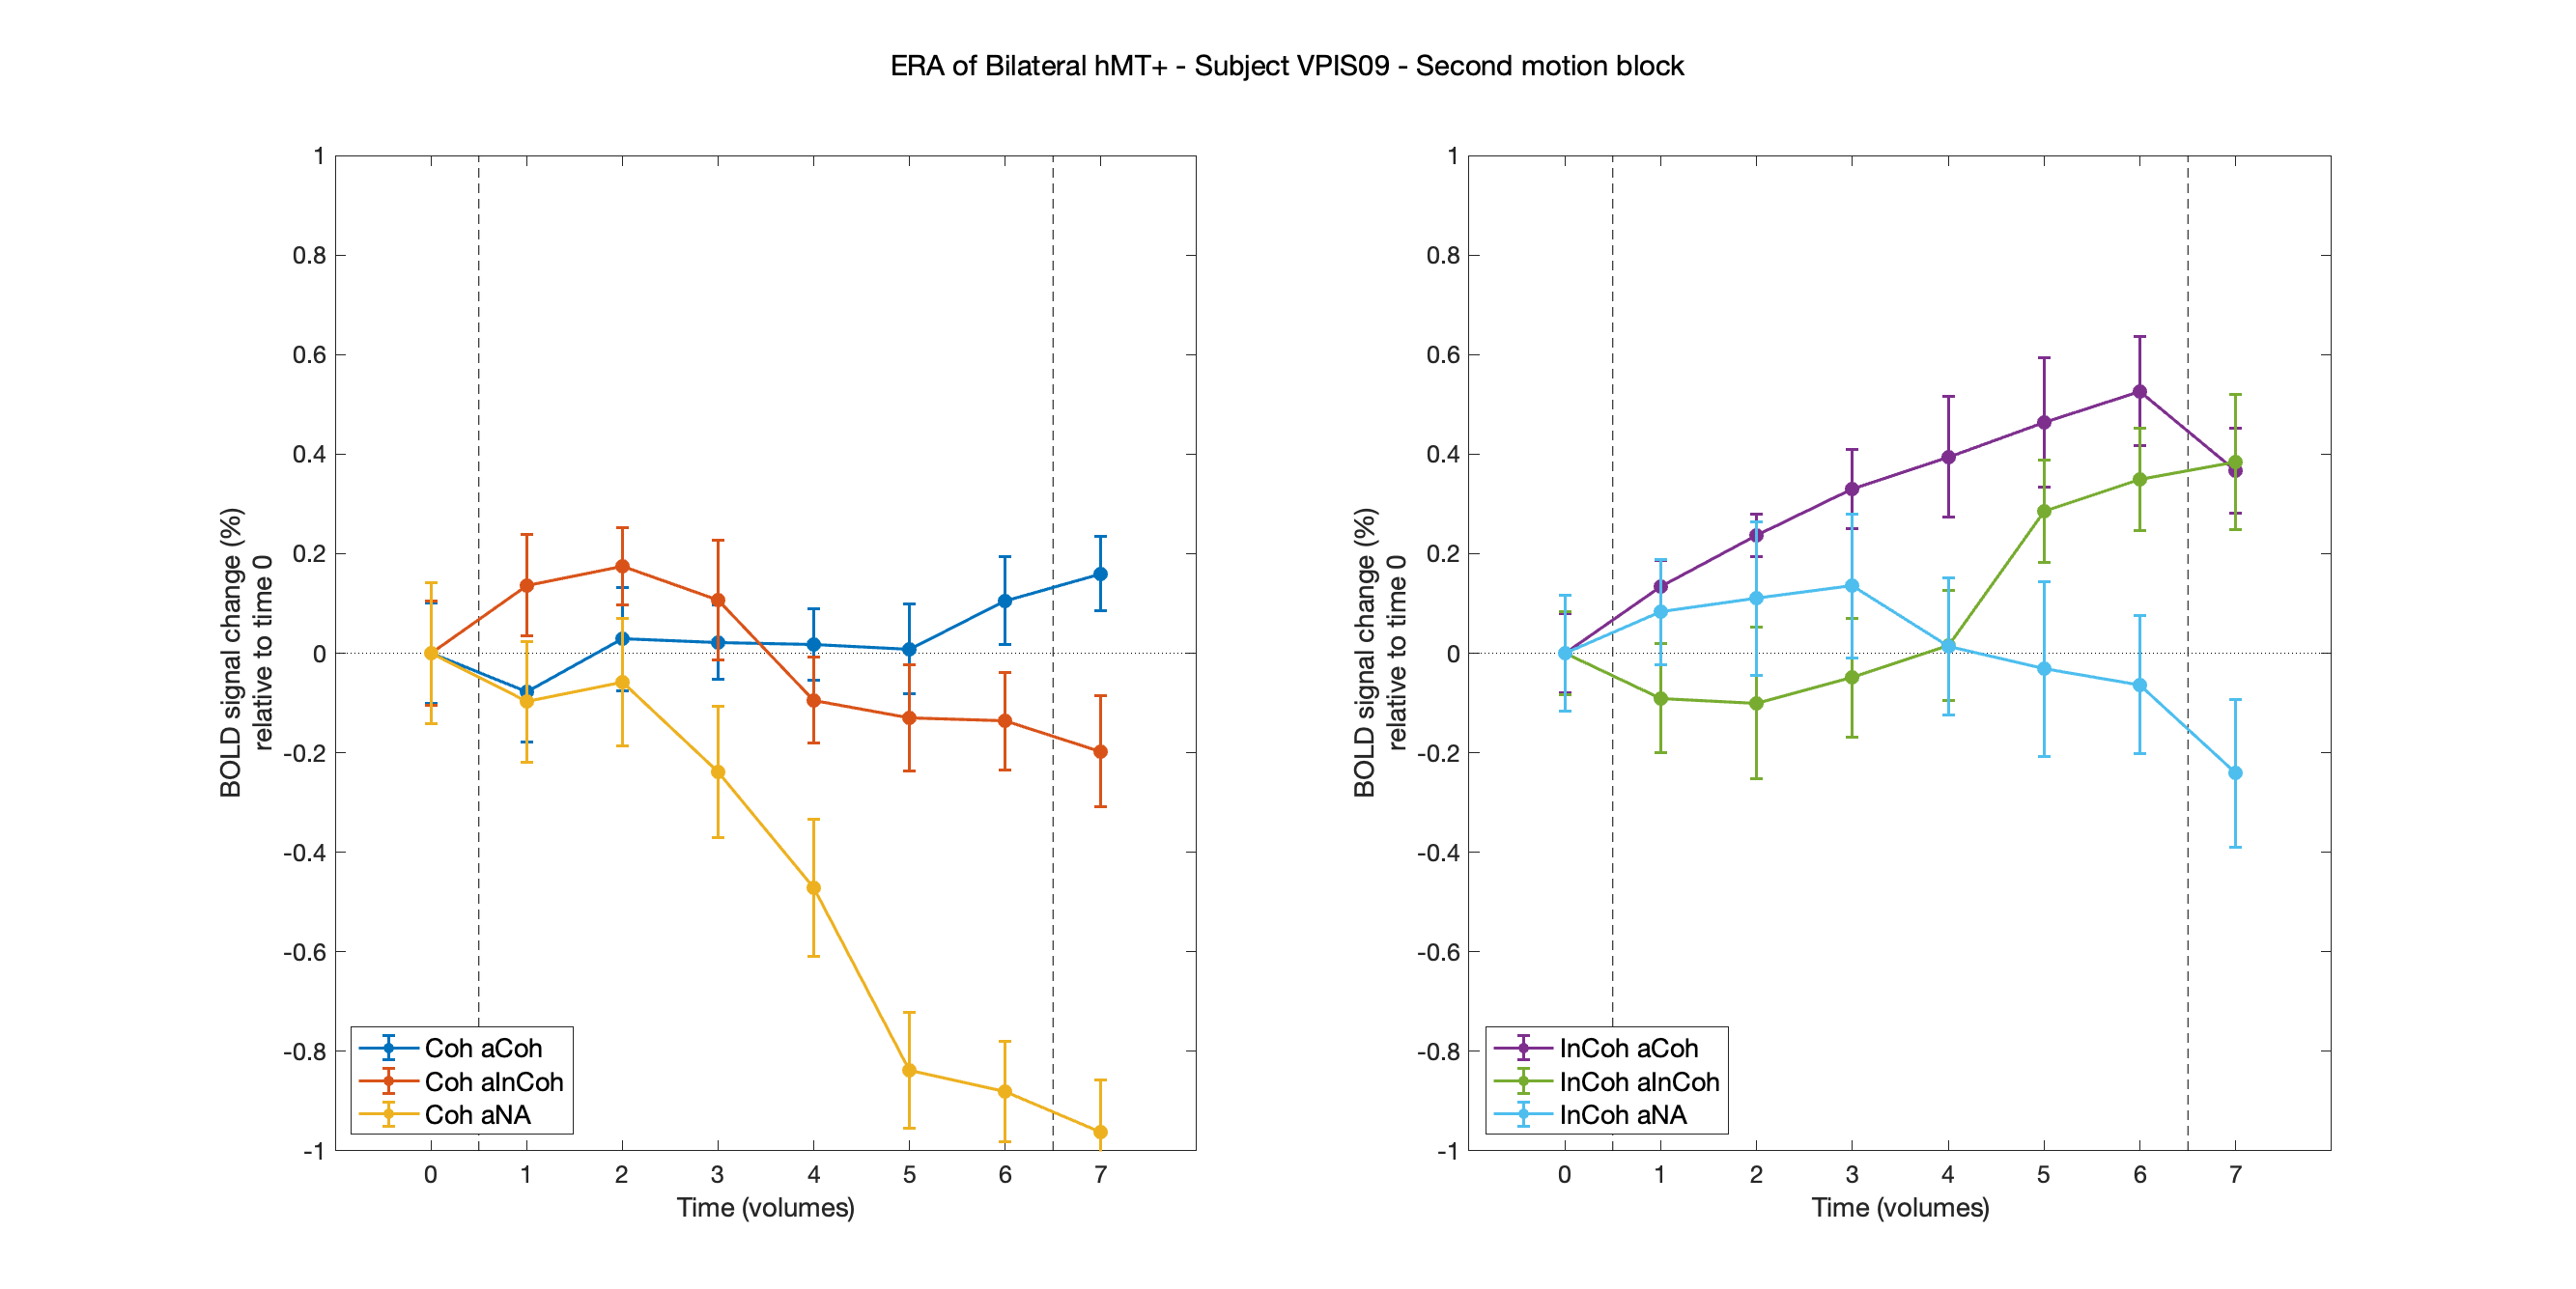 ERA of Bilateral hMT+ - Subject VPIS09 - Second motion block
1
0.8
0.6
0.4
0.2
0
-0.2
-0.4
-0.6
-0.8
-1
BOLD signal change (%)
relative to time 0
Coh aCoh
Coh aInCoh
Coh aNA
0 1 2 3 4 5 6 7
Time (volumes)
1
0.8
0.6
0.4
0.2
0
-0.2
-0.4
-0.6
-0.8
-1
BOLD signal change (%)
relative to time 0
InCoh aCoh
InCoh aInCoh
InCoh aNA
0 1 2 3 4 5 6 7
Time (volumes)